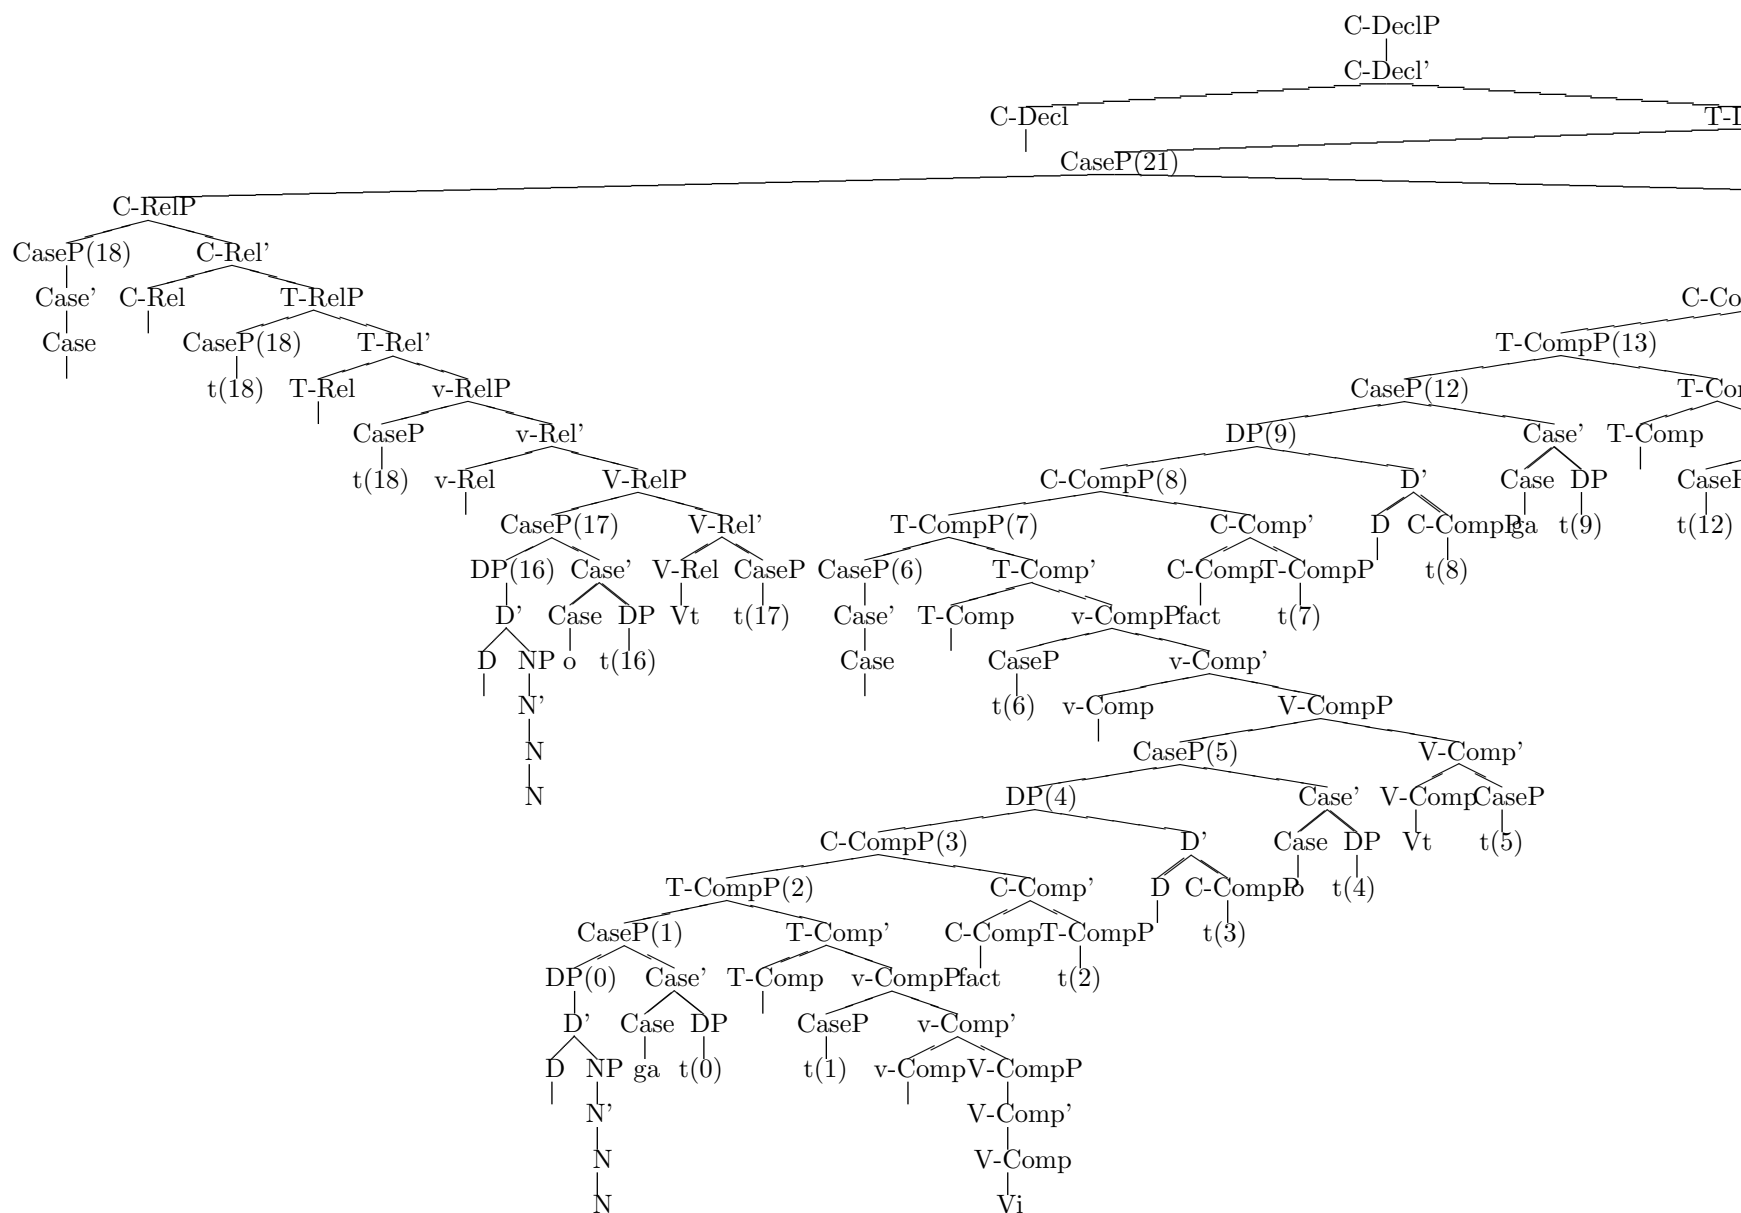 C-DeclP
C-Decl'
C-Decl T-D
CaseP(21)
C-RelP
CaseP(18) C-Rel'
Case' C-Rel T-RelP C-Co
Case CaseP(18) T-Rel' T-CompP(13)
t(18) T-Rel v-RelP CaseP(12) T-Com
CaseP v-Rel' DP(9) Case' T-Comp
t(18) v-Rel V-RelP C-CompP(8) D' Case DP CaseP
CaseP(17) V-Rel' T-CompP(7) C-Comp' D C-CompP ga t(9) t(12)
DP(16) Case' V-Rel CaseP CaseP(6) T-Comp' C-Comp T-CompP t(8)
D' Case DP Vt t(17) Case' T-Comp v-CompP fact t(7)
D NP o t(16) Case CaseP v-Comp'
N' t(6) v-Comp V-CompP
N CaseP(5) V-Comp'
N DP(4) Case' V-Comp CaseP
C-CompP(3) D' Case DP Vt t(5)
T-CompP(2) C-Comp' D C-CompP o t(4)
CaseP(1) T-Comp' C-Comp T-CompP t(3)
DP(0) Case' T-Comp v-CompP fact t(2)
D' Case DP CaseP v-Comp'
D NP ga t(0) t(1) v-Comp V-CompP
N' V-Comp'
N V-Comp
N Vi